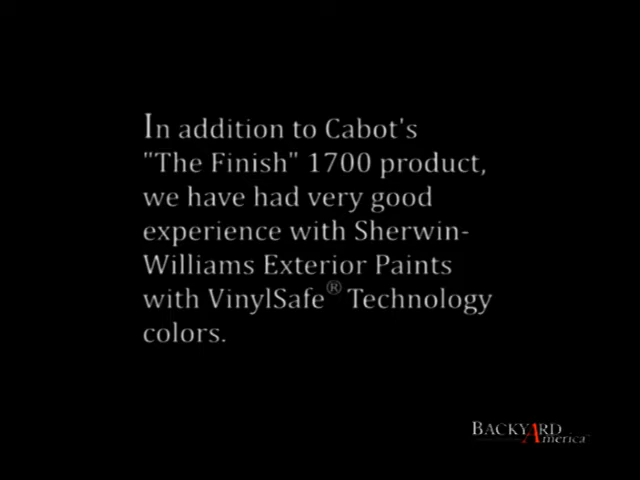 In addition to Cabot's
"The Finish" 1700 product,
we have had very good
experience with Sherwin-
Williams Exterior Paints
with VinylSafe® Technology
colors.
BACKYARD
America™